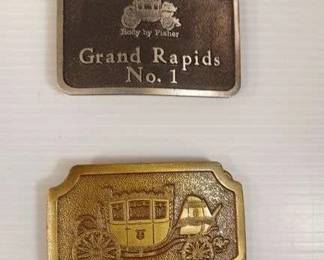 Body by Fisher
Grand Rapids
No. 1